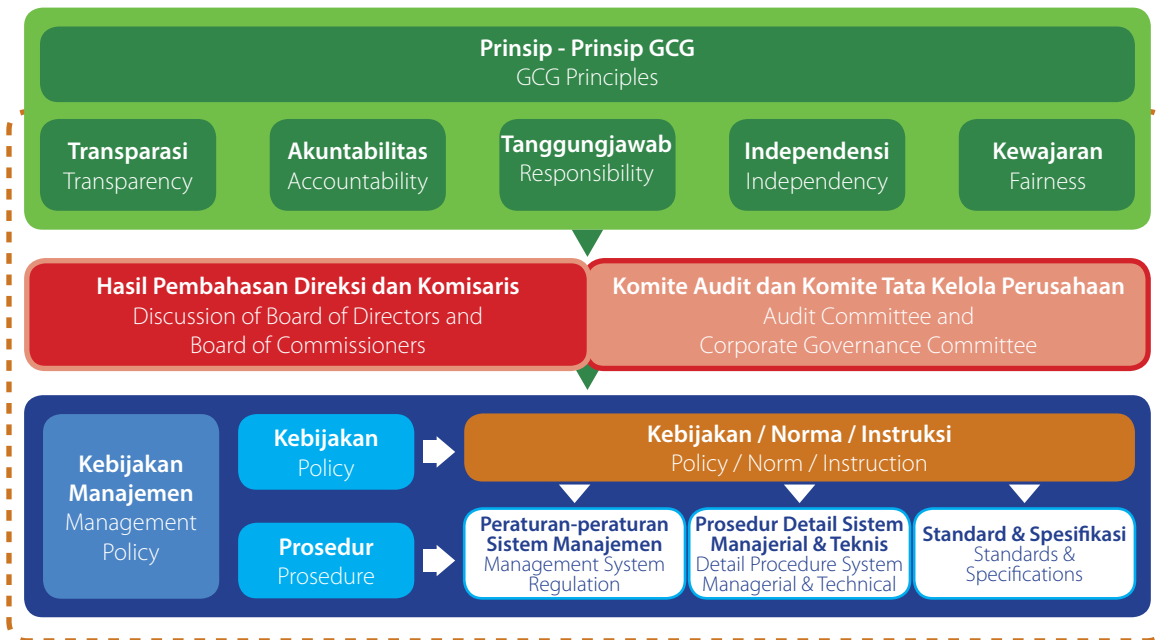 Prinsip - Prinsip GCG
GCG Principles
Transparasi
Transparency
Akuntabilitas
Accountability
Tanggungjawab
Responsibility
Independensi
Independency
Kewajaran
Fairness
Hasil Pembahasan Direksi dan Komisaris
Discussion of Board of Directors and
Board of Commissioners
Komite Audit dan Komite Tata Kelola Perusahaan
Audit Committee and
Corporate Governance Committee
Kebijakan
Manajemen
Management
Policy
Kebijakan
Policy
Kebijakan / Norma / Instruksi
Policy / Norm / Instruction
Prosedur
Prosedure
Peraturan-peraturan
Sistem Manajemen
Management System
Regulation
Prosedur Detail Sistem
Manajerial & Teknis
Detail Procedure System
Managerial & Technical
Standard & Spesifikasi
Standards &
Specifications